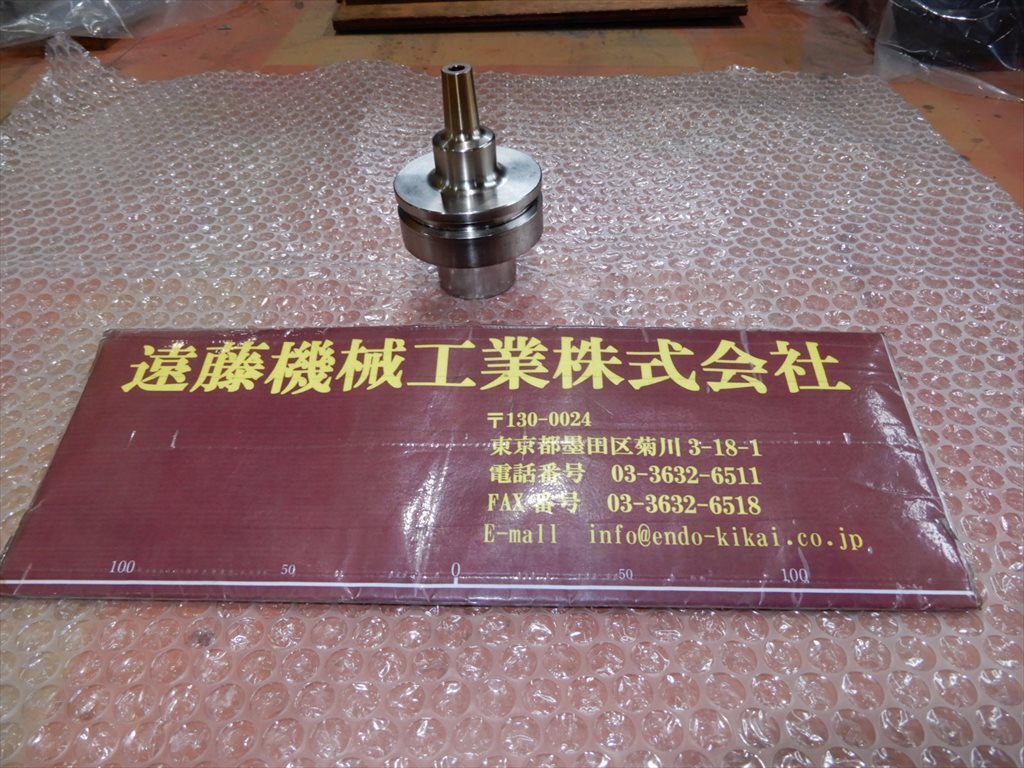 遠藤機械工業株式会社
〒130-0024
東京都墨田区菊川3-18-1
電話番号 03-3632-6511
FAX番号 03-3632-6518
E-mall info@endo-kikai.co.jp
100 50 0 50 100